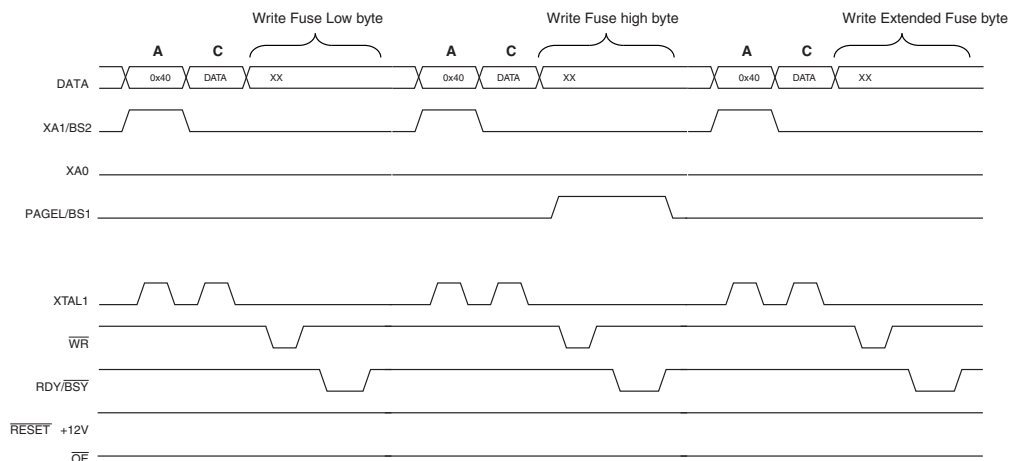 Write Fuse Low byte Write Fuse high byte Write Extended Fuse byte
A C A C A C
DATA 0x40 DATA XX 0x40 DATA XX 0x40 DATA XX
XA1/BS2
XA0
PAGEL/BS1
XTAL1
WR
RDY/BSY
RESET +12V
OE